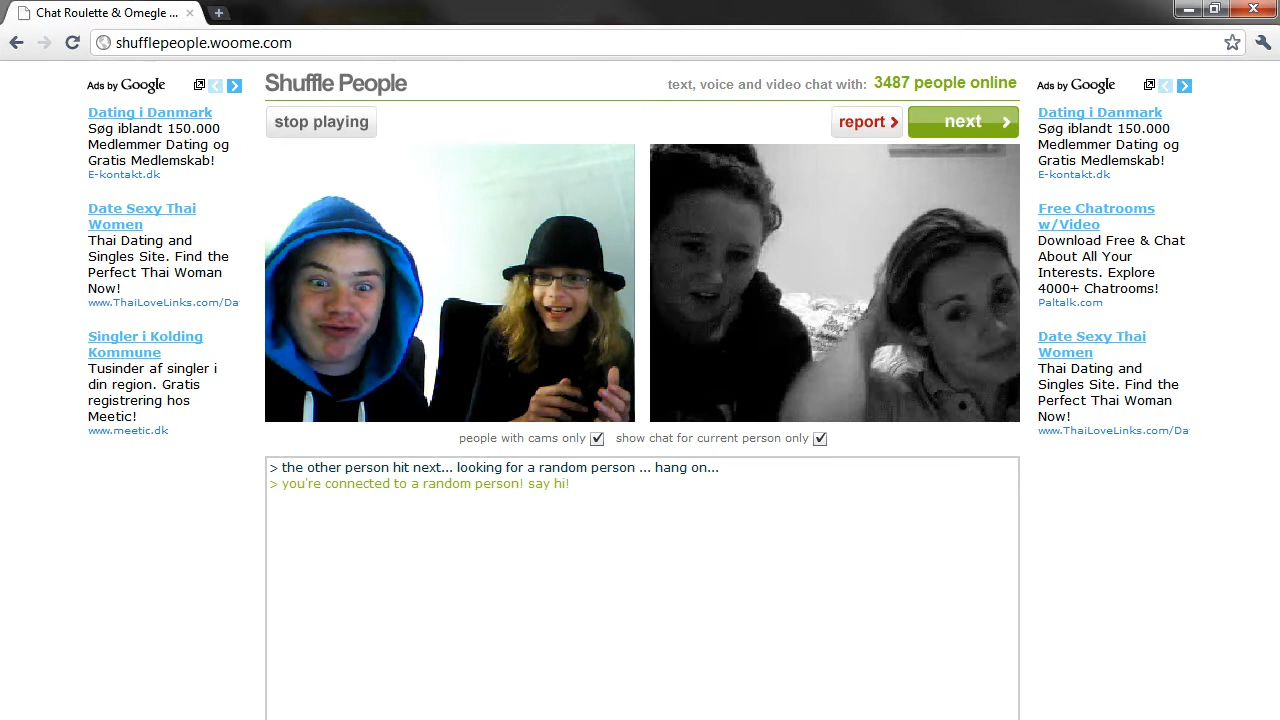 Chat Roulette & Omegle ...
shufflepeople.woome.com
Ads by Google
Dating i Danmark
Søg iblandt 150.000
Medlemmer Dating og
Gratis Medlemskab!
E-kontakt.dk
Date Sexy Thai
Women
Thai Dating and
Singles Site. Find the
Perfect Thai Woman
Now!
www.ThaiLoveLinks.com/Da
Singler i Kolding
Kommune
Tusinder af singler i
din region. Gratis
registrering hos
Meetic!
www.meetic.dk
Shuffle People
text, voice and video chat with: 3487 people online
stop playing
report
next
people with cams only
show chat for current person only
> the other person hit next... looking for a random person ... hang on...
> you're connected to a random person! say hi!
Ads by Google
Dating i Danmark
Søg iblandt 150.000
Medlemmer Dating og
Gratis Medlemskab!
E-kontakt.dk
Free Chatrooms
w/Video
Download Free & Chat
About All Your
Interests. Explore
4000+ Chatrooms!
Paltalk.com
Date Sexy Thai
Women
Thai Dating and
Singles Site. Find the
Perfect Thai Woman
Now!
www.ThaiLoveLinks.com/Da